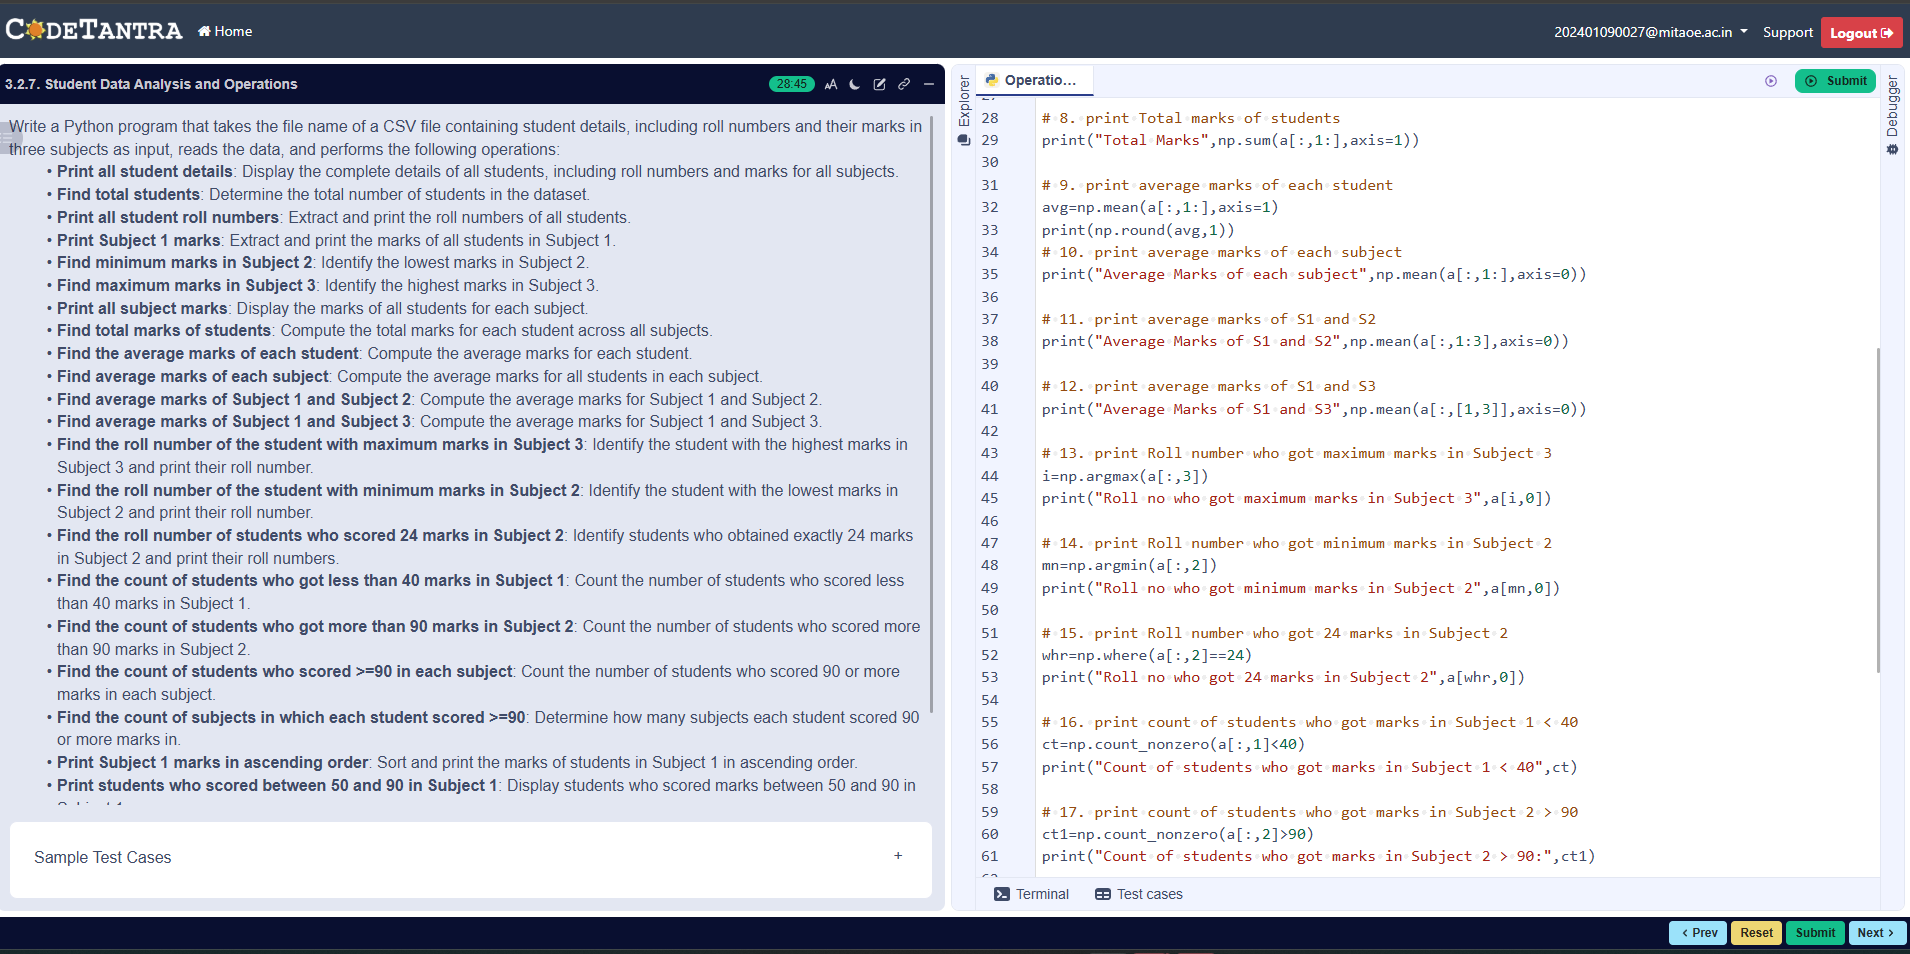 CODETANTRA
Home
202401090027@mitaoe.ac.in
Support
Logout
3.2.7. Student Data Analysis and Operations
28:45
Write a Python program that takes the file name of a CSV file containing student details, including roll numbers and their marks in
three subjects as input, reads the data, and performs the following operations:
• Print all student details: Display the complete details of all students, including roll numbers and marks for all subjects.
• Find total students: Determine the total number of students in the dataset.
• Print all student roll numbers: Extract and print the roll numbers of all students.
• Print Subject 1 marks: Extract and print the marks of all students in Subject 1.
• Find minimum marks in Subject 2: Identify the lowest marks in Subject 2.
• Find maximum marks in Subject 3: Identify the highest marks in Subject 3.
• Print all subject marks: Display the marks of all students for each subject.
• Find total marks of students: Compute the total marks for each student across all subjects.
• Find the average marks of each student: Compute the average marks for each student.
• Find average marks of each subject: Compute the average marks for all students in each subject.
• Find average marks of Subject 1 and Subject 2: Compute the average marks for Subject 1 and Subject 2.
• Find average marks of Subject 1 and Subject 3: Compute the average marks for Subject 1 and Subject 3.
• Find the roll number of the student with maximum marks in Subject 3: Identify the student with the highest marks in
Subject 3 and print their roll number.
• Find the roll number of the student with minimum marks in Subject 2: Identify the student with the lowest marks in
Subject 2 and print their roll number.
• Find the roll number of students who scored 24 marks in Subject 2: Identify students who obtained exactly 24 marks
in Subject 2 and print their roll numbers.
• Find the count of students who got less than 40 marks in Subject 1: Count the number of students who scored less
than 40 marks in Subject 1.
• Find the count of students who got more than 90 marks in Subject 2: Count the number of students who scored more
than 90 marks in Subject 2.
• Find the count of students who scored >=90 in each subject: Count the number of students who scored 90 or more
marks in each subject.
• Find the count of subjects in which each student scored >=90: Determine how many subjects each student scored 90
or more marks in.
• Print Subject 1 marks in ascending order: Sort and print the marks of students in Subject 1 in ascending order.
• Print students who scored between 50 and 90 in Subject 1: Display students who scored marks between 50 and 90 in
Sample Test Cases
+
Explorer
Operatio...
Submit
Debugger
28 # 8. print Total marks of students
29 print("Total Marks",np.sum(a[:,1:],axis=1))
30
31 # 9. print average marks of each student
32 avg=np.mean(a[:,1:],axis=1)
33 print(np.round(avg,1))
34 # 10. print average marks of each subject
35 print("Average Marks of each subject",np.mean(a[:,1:],axis=0))
36
37 # 11. print average marks of S1 and S2
38 print("Average Marks of S1 and S2",np.mean(a[:,1:3],axis=0))
39
40 # 12. print average marks of S1 and S3
41 print("Average Marks of S1 and S3",np.mean(a[:,[1,3]],axis=0))
42
43 # 13. print Roll number who got maximum marks in Subject 3
44 i=np.argmax(a[:,3])
45 print("Roll no who got maximum marks in Subject 3",a[i,0])
46
47 # 14. print Roll number who got minimum marks in Subject 2
48 mn=np.argmin(a[:,2])
49 print("Roll no who got minimum marks in Subject 2",a[mn,0])
50
51 # 15. print Roll number who got 24 marks in Subject 2
52 whr=np.where(a[:,2]==24)
53 print("Roll no who got 24 marks in Subject 2",a[whr,0])
54
55 # 16. print count of students who got marks in Subject 1 < 40
56 ct=np.count_nonzero(a[:,1]<40)
57 print("Count of students who got marks in Subject 1 < 40",ct)
58
59 # 17. print count of students who got marks in Subject 2 > 90
60 ct1=np.count_nonzero(a[:,2]>90)
61 print("Count of students who got marks in Subject 2 > 90:",ct1)
Terminal
Test cases
< Prev
Reset
Submit
Next >